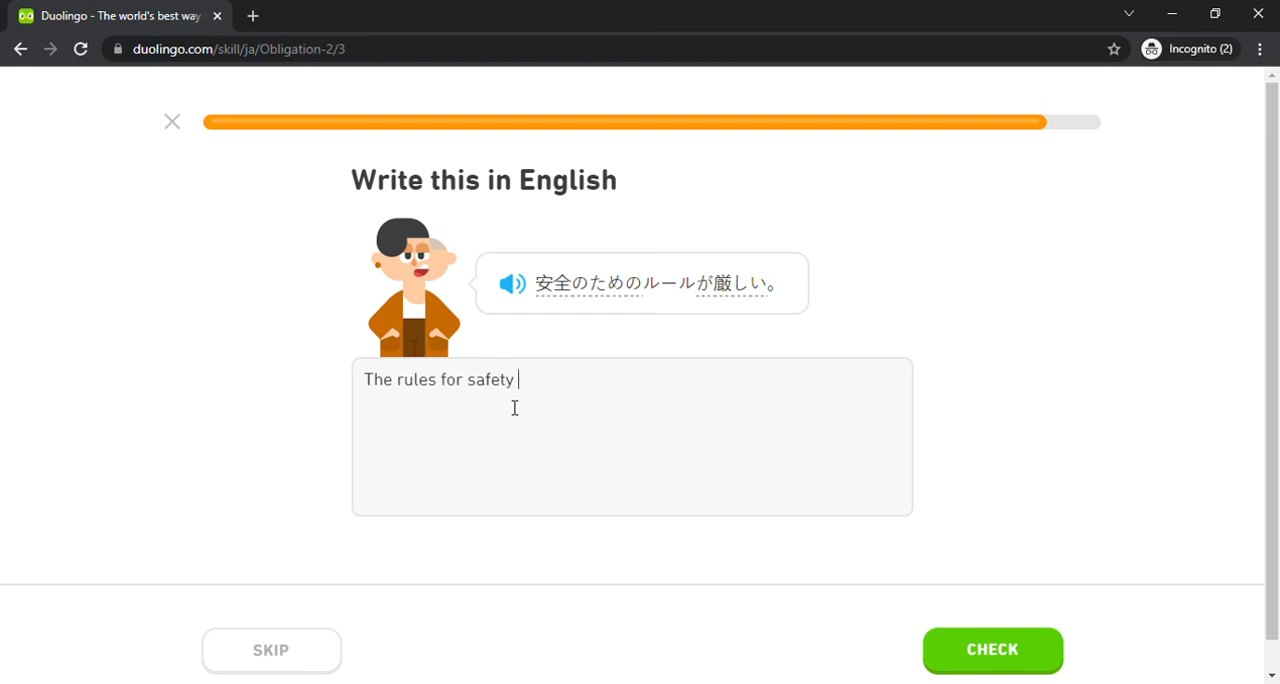 Duolingo - The world's best way
duolingo.com/skill/ja/Obligation-2/3
Incognito (2)
Write this in English
安全のためのルールが厳しい。
The rules for safety
SKIP
CHECK